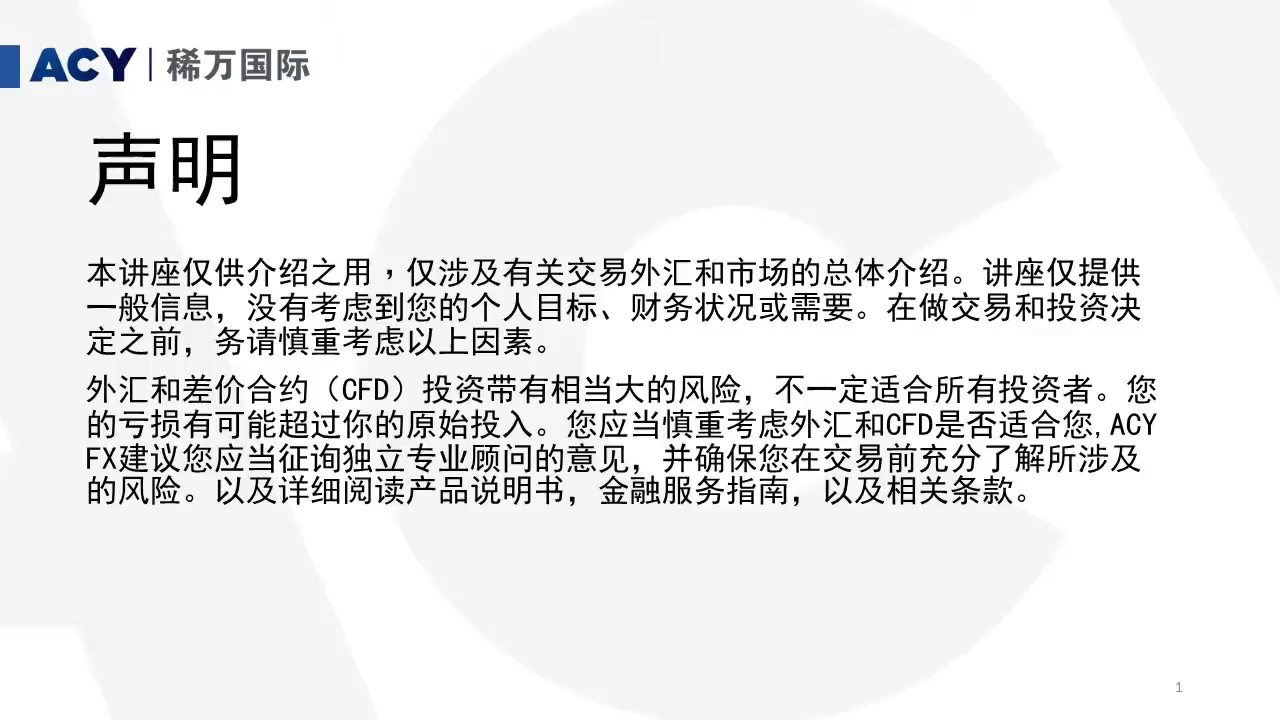 ACY | 稀万国际
声明
本讲座仅供介绍之用，仅涉及有关交易外汇和市场的总体介绍。讲座仅提供
一般信息，没有考虑到您的个人目标、财务状况或需要。在做交易和投资决
定之前，务请慎重考虑以上因素。
外汇和差价合约（CFD）投资带有相当大的风险，不一定适合所有投资者。您
的亏损有可能超过你的原始投入。您应当慎重考虑外汇和CFD是否适合您,ACY
FX建议您应当征询独立专业顾问的意见，并确保您在交易前充分了解所涉及
的风险。以及详细阅读产品说明书，金融服务指南，以及相关条款。
1